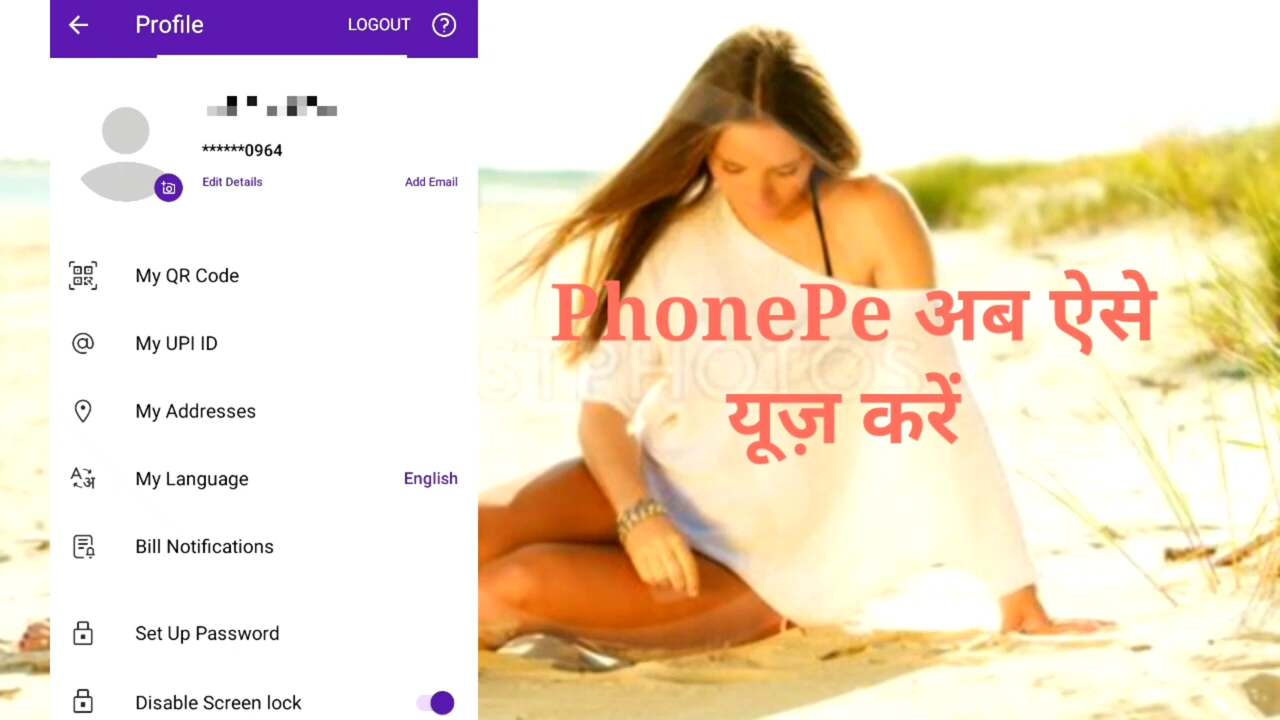 Profile
LOGOUT
******0964
Edit Details
Add Email
My QR Code
My UPI ID
My Addresses
My Language
English
Bill Notifications
Set Up Password
Disable Screen lock
PhonePe अब ऐसे
यूज़ करें
STPHOTOS